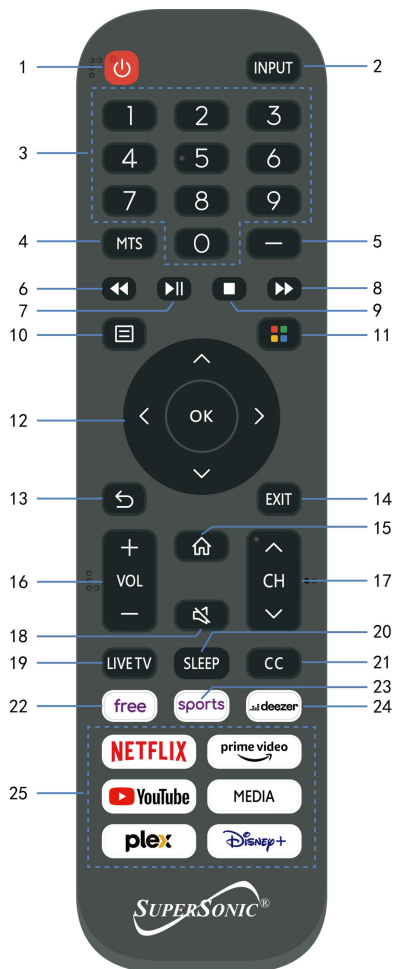 1
INPUT
2
1
2
3
3
4
5
6
7
8
9
4
MTS
0
5
6
8
7
9
10
11
12
OK
13
EXIT
14
15
16
VOL
CH
17
18
20
19
LIVE TV
SLEEP
CC
21
23
22
free
sports
deezer
24
NETFLIX
prime video
25
YouTube
MEDIA
plex
Disney+
SUPERSONIC®